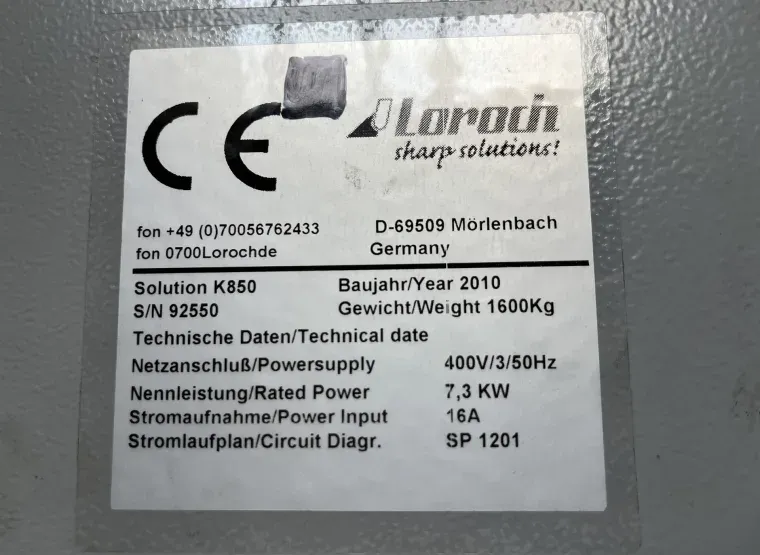 CE
Loroch
sharp solutions!
fon +49 (0)70056762433
D-69509 Mörlenbach
fon 0700Lorochde
Germany
Solution K850 Baujahr/Year 2010
S/N 92550 Gewicht/Weight 1600Kg
Technische Daten/Technical date
Netzanschluß/Powersupply 400V/3/50Hz
Nennleistung/Rated Power 7,3 KW
Stromaufnahme/Power Input 16A
Stromlaufplan/Circuit Diagr. SP 1201